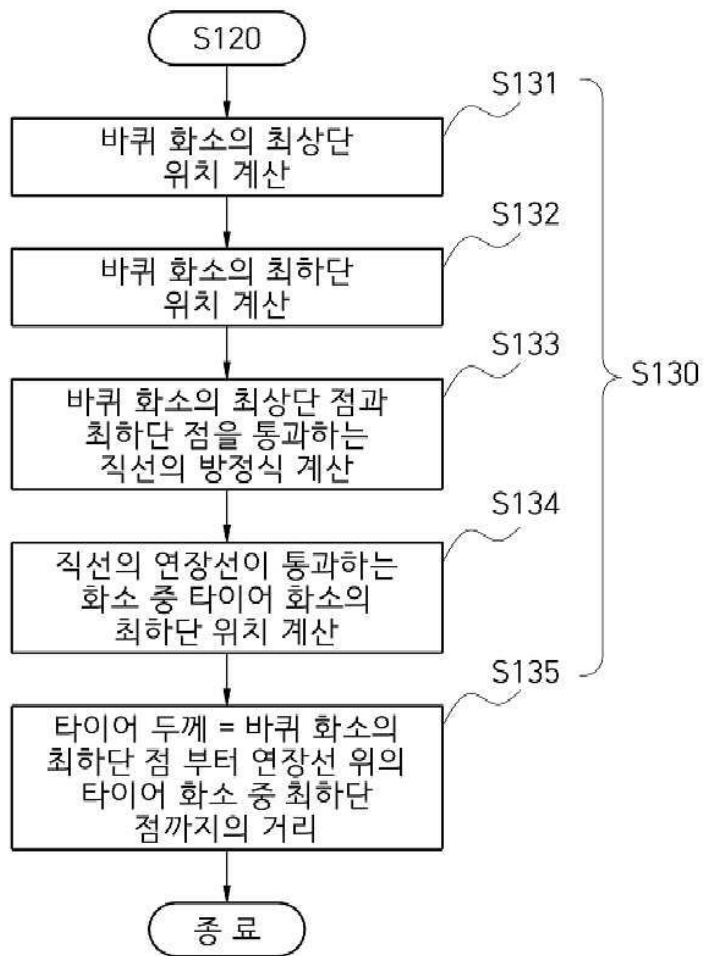 S120
S131
바퀴 화소의 최상단
위치 계산
S132
바퀴 화소의 최하단
위치 계산
S133
바퀴 화소의 최상단 점과
최하단 점을 통과하는
직선의 방정식 계산
S130
S134
직선의 연장선이 통과하는
화소 중 타이어 화소의
최하단 위치 계산
S135
타이어 두께 = 바퀴 화소의
최하단 점 부터 연장선 위의
타이어 화소 중 최하단
점까지의 거리
종 료